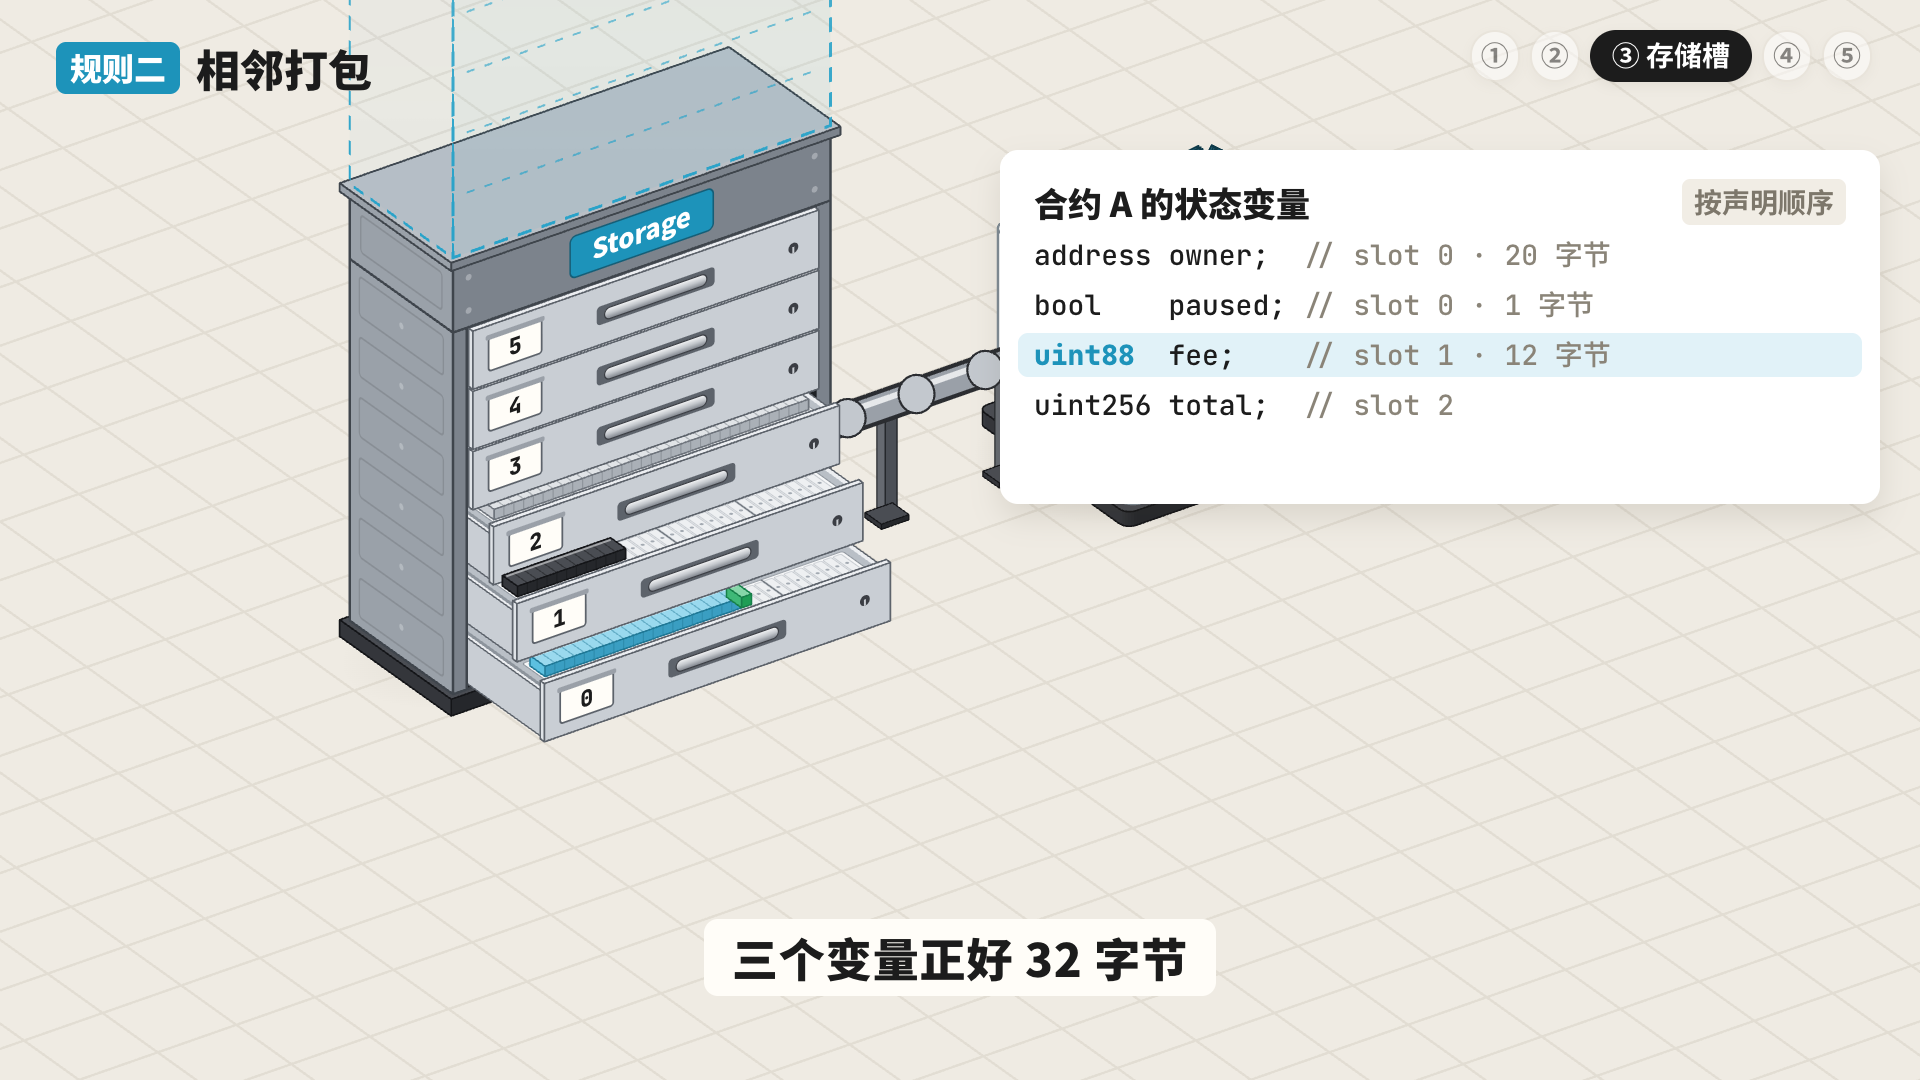 规则二 相邻打包
① ② ③ 存储槽 ④ ⑤
Storage
5
4
3
2
1
0
合约 A 的状态变量 按声明顺序
address owner; // slot 0 · 20 字节
bool paused; // slot 0 · 1 字节
uint88 fee; // slot 1 · 12 字节
uint256 total; // slot 2
三个变量正好 32 字节